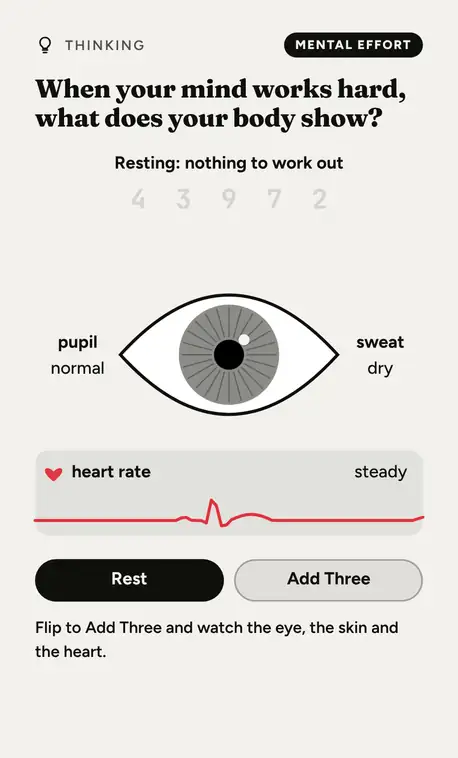 THINKING
MENTAL EFFORT
When your mind works hard,
what does your body show?
Resting: nothing to work out
4 3 9 7 2
pupil
normal
sweat
dry
heart rate
steady
Rest
Add Three
Flip to Add Three and watch the eye, the skin and
the heart.